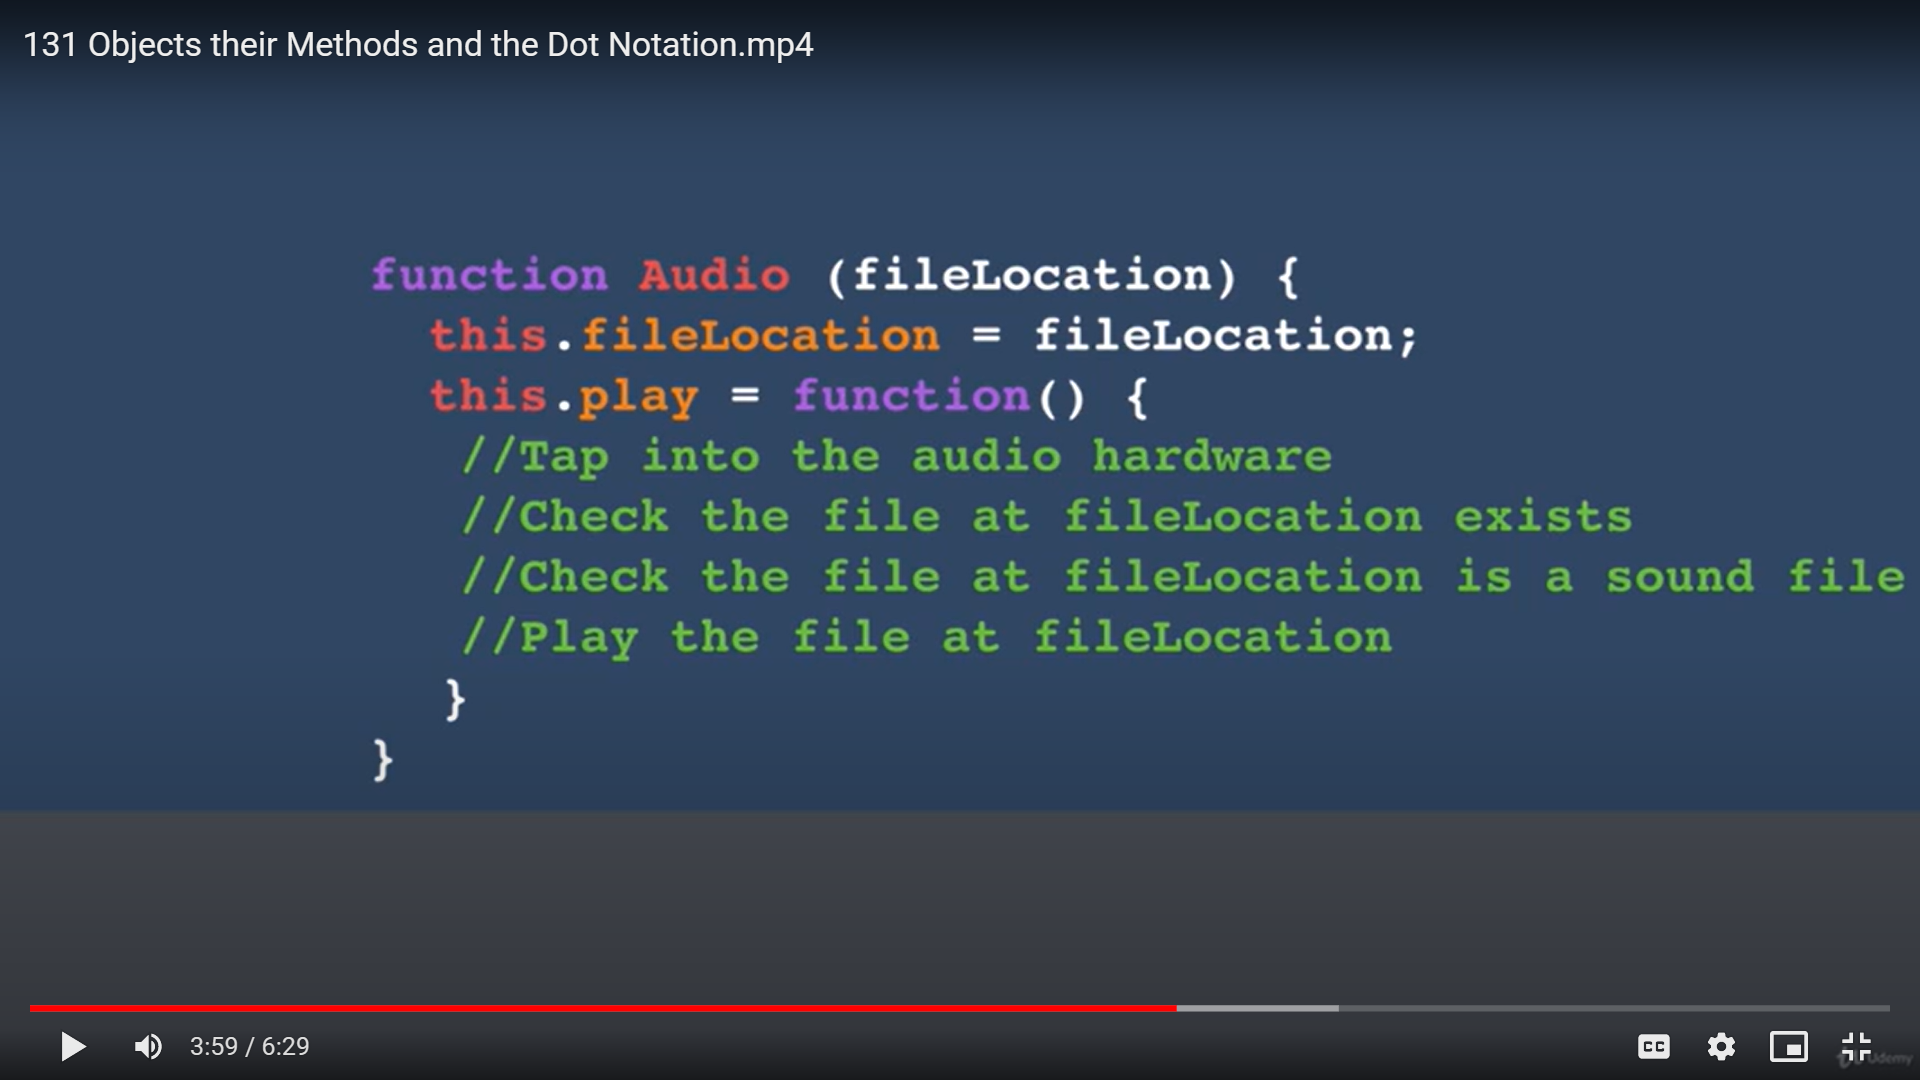 131 Objects their Methods and the Dot Notation.mp4
function Audio (fileLocation) {
this.fileLocation = fileLocation;
this.play = function() {
//Tap into the audio hardware
//Check the file at fileLocation exists
//Check the file at fileLocation is a sound file
//Play the file at fileLocation
}
}
3:59 / 6:29
CC
Udemy